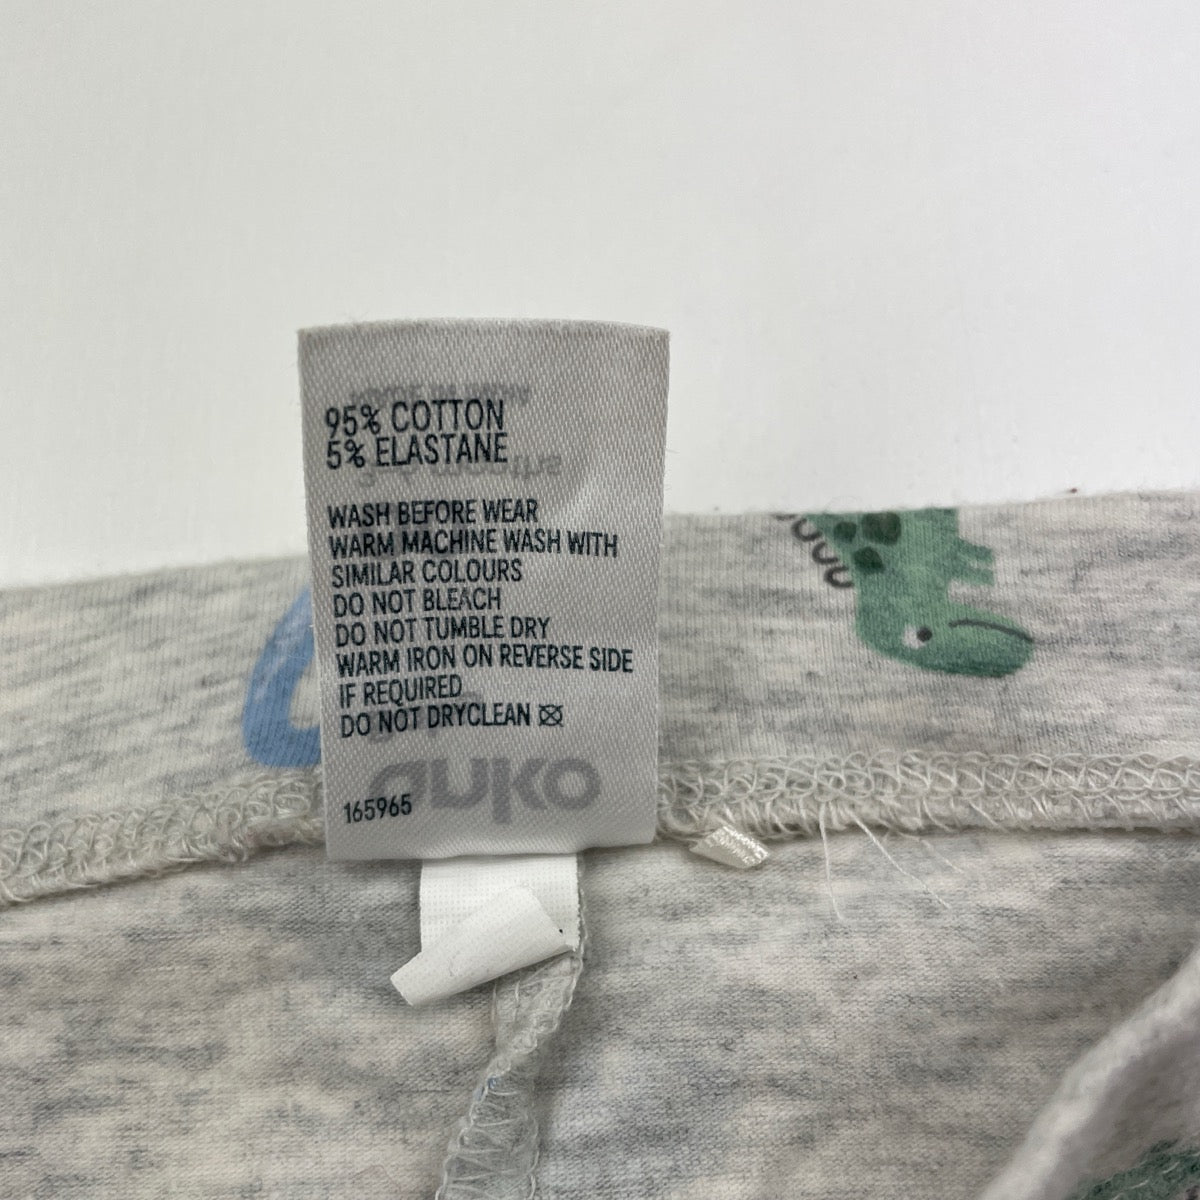 95% COTTON
5% ELASTANE
WASH BEFORE WEAR
WARM MACHINE WASH WITH
SIMILAR COLOURS
DO NOT BLEACH
DO NOT TUMBLE DRY
WARM IRON ON REVERSE SIDE
IF REQUIRED
DO NOT DRYCLEAN
165965
anko